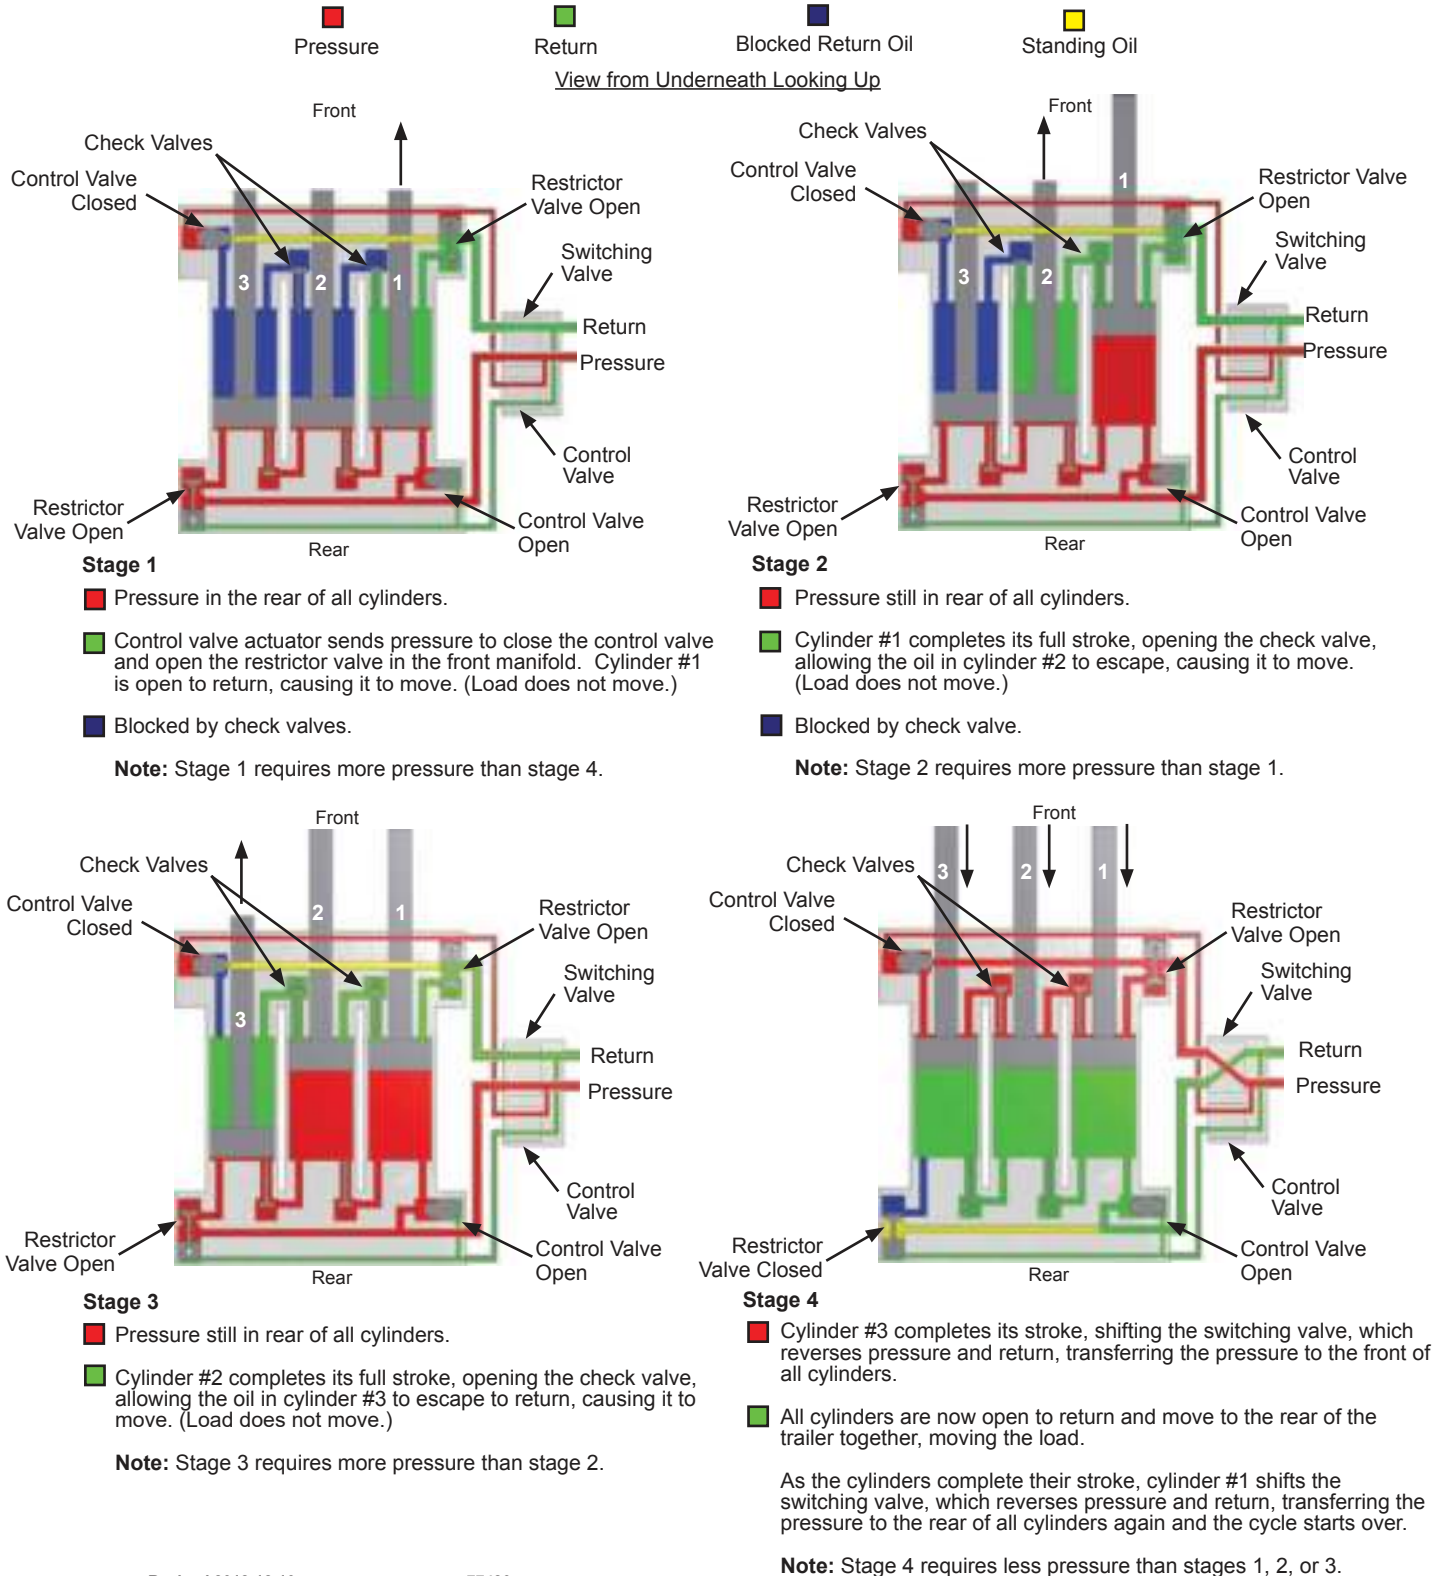 Pressure
Return
Blocked Return Oil
Standing Oil
View from Underneath Looking Up
Front
Check Valves
Control Valve
Closed
Restrictor
Valve Open
Switching
Valve
3
2
1
Return
Pressure
Control
Valve
Restrictor
Valve Open
Control Valve
Open
Rear
Stage 1
Pressure in the rear of all cylinders.
Control valve actuator sends pressure to close the control valve
and open the restrictor valve in the front manifold. Cylinder #1
is open to return, causing it to move. (Load does not move.)
Blocked by check valves.
Note: Stage 1 requires more pressure than stage 4.
Front
Check Valves
Control Valve
Closed
1
Restrictor Valve
Open
Switching
Valve
3
2
Return
Pressure
Control
Valve
Restrictor
Valve Open
Control Valve
Open
Rear
Stage 2
Pressure still in rear of all cylinders.
Cylinder #1 completes its full stroke, opening the check valve,
allowing the oil in cylinder #2 to escape, causing it to move.
(Load does not move.)
Blocked by check valve.
Note: Stage 2 requires more pressure than stage 1.
Front
Check Valves
Control Valve
Closed
2
1
Restrictor
Valve Open
Switching
Valve
3
Return
Pressure
Control
Valve
Restrictor
Valve Open
Control Valve
Open
Rear
Stage 3
Pressure still in rear of all cylinders.
Cylinder #2 completes its full stroke, opening the check valve,
allowing the oil in cylinder #3 to escape to return, causing it to
move. (Load does not move.)
Note: Stage 3 requires more pressure than stage 2.
Front
Check Valves
3
2
1
Control Valve
Closed
Restrictor
Valve Open
Switching
Valve
Return
Pressure
Control
Valve
Restrictor
Valve Closed
Control Valve
Open
Rear
Stage 4
Cylinder #3 completes its stroke, shifting the switching valve, which
reverses pressure and return, transferring the pressure to the front of
all cylinders.
All cylinders are now open to return and move to the rear of the
trailer together, moving the load.
As the cylinders complete their stroke, cylinder #1 shifts the
switching valve, which reverses pressure and return, transferring the
pressure to the rear of all cylinders again and the cycle starts over.
Note: Stage 4 requires less pressure than stages 1, 2, or 3.